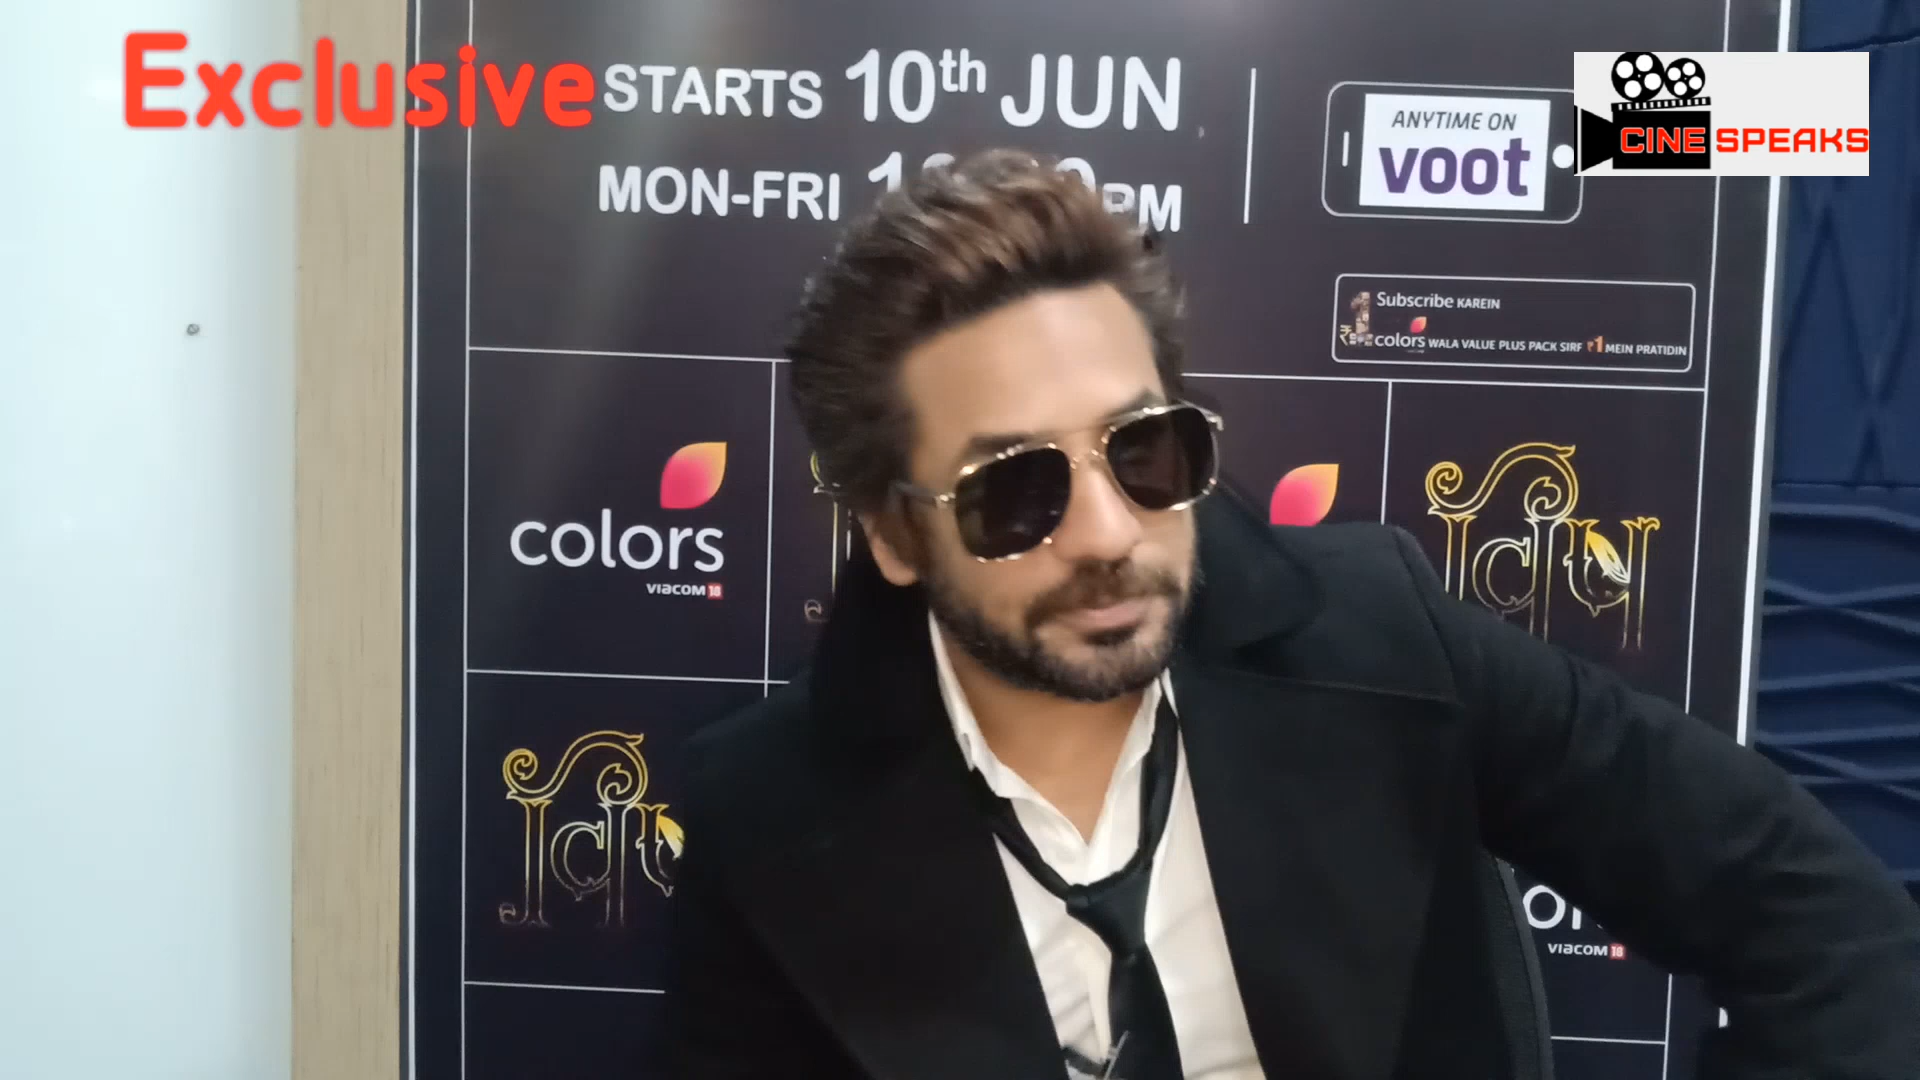 Exclusive
STARTS 10th JUN
MON-FRI
PM
ANYTIME ON
voot
CINE SPEAKS
Subscribe KAREIN
colors WALA VALUE PLUS PACK SIRF ₹1 MEIN PRATIDIN
colors
VIACOM 18
विष
VIACOM 18